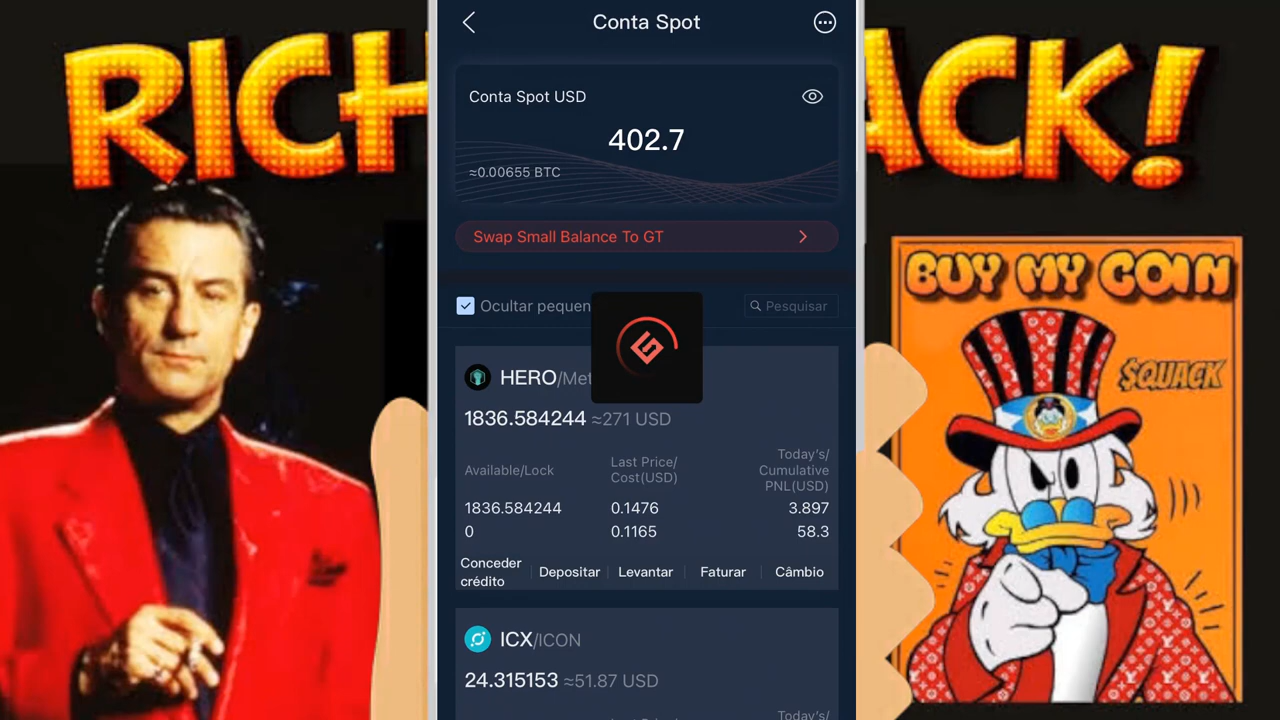 RICH
ACK!
Conta Spot
Conta Spot USD
402.7
≈0.00655 BTC
Swap Small Balance To GT
Ocultar pequen
Pesquisar
HERO/Met
1836.584244 ≈271 USD
Available/Lock
Last Price/
Cost(USD)
Today's/
Cumulative
PNL(USD)
1836.584244
0.1476
3.897
0
0.1165
58.3
Conceder
crédito
Depositar
Levantar
Faturar
Câmbio
ICX/ICON
24.315153 ≈51.87 USD
Today's/
BUY MY COIN
$QUACK